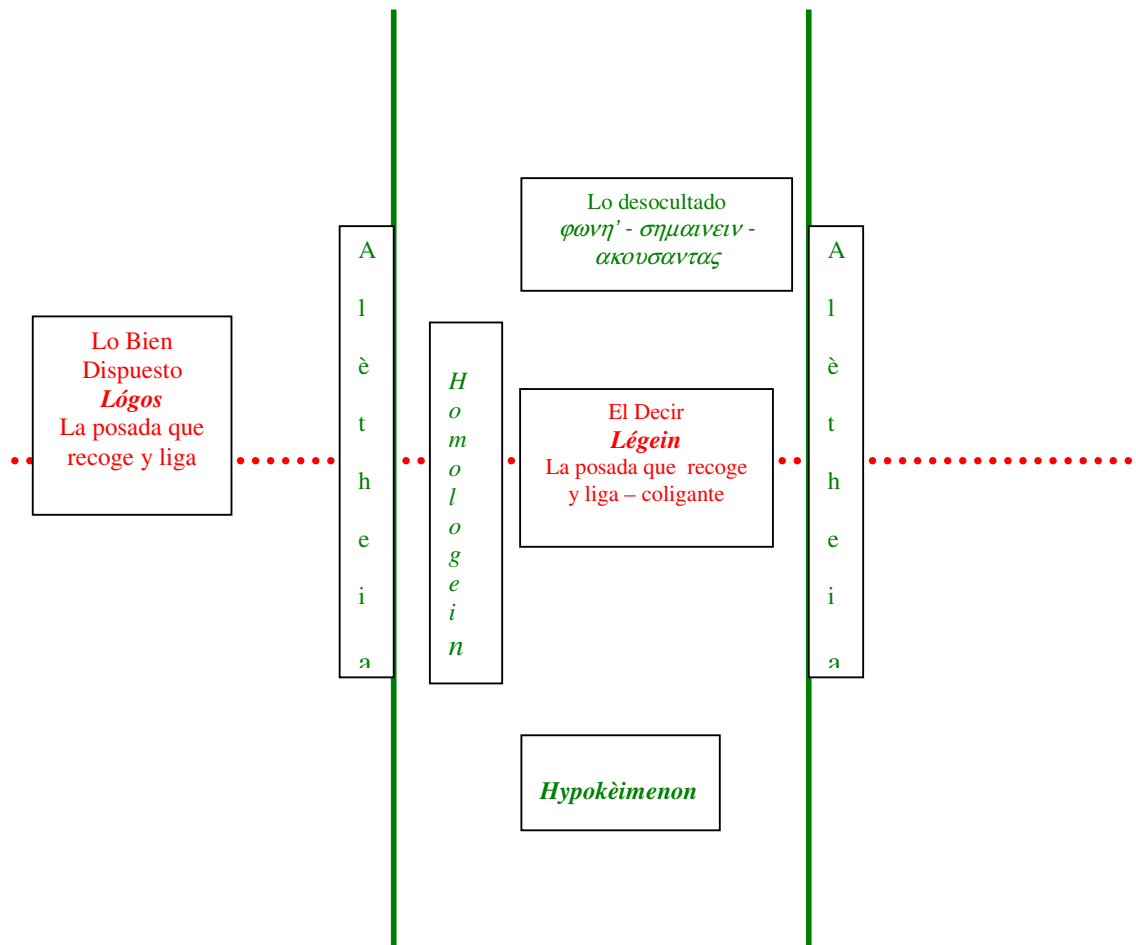 Lo Bien
Dispuesto
Lógos
La posada que
recoge y liga
A
l
è
t
h
e
i
a
H
o
m
o
l
o
g
e
i
n
Lo desocultado
φωνη’ - σημαινειν -
ακουσαντας
El Decir
Légein
La posada que recoge
y liga – coligante
Hypokèimenon
A
l
è
t
h
e
i
a